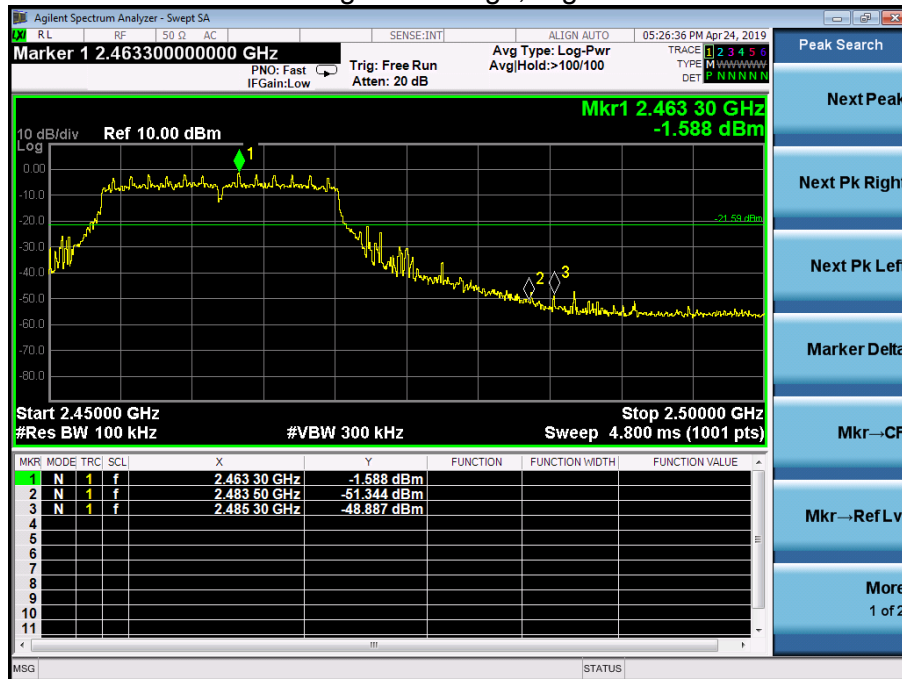 Agilent Spectrum Analyzer - Swept SA
LXI RL RF 50 Ω AC SENSE:INT ALIGN AUTO 05:26:36 PM Apr 24, 2019
Marker 1 2.463300000000 GHz
PNO: Fast
IFGain:Low
Trig: Free Run
Atten: 20 dB
Avg Type: Log-Pwr
Avg|Hold:>100/100
TRACE 1 2 3 4 5 6
TYPE M WWWWW
DET P N N N N N
Mkr1 2.463 30 GHz
-1.588 dBm
10 dB/div Ref 10.00 dBm
Log
1
0.00
-10.0
-20.0
-21.59 dBm
-30.0
-40.0
2 3
-50.0
-60.0
-70.0
-80.0
Start 2.45000 GHz Stop 2.50000 GHz
#Res BW 100 kHz #VBW 300 kHz Sweep 4.800 ms (1001 pts)
MKR MODE TRC SCL X Y FUNCTION FUNCTION WIDTH FUNCTION VALUE
1 N 1 f 2.463 30 GHz -1.588 dBm
2 N 1 f 2.483 50 GHz -51.344 dBm
3 N 1 f 2.485 30 GHz -48.887 dBm
4
5
6
7
8
9
10
11
MSG STATUS
Peak Search
Next Peak
Next Pk Right
Next Pk Left
Marker Delta
Mkr→CF
Mkr→Ref Lv
More
1 of 2